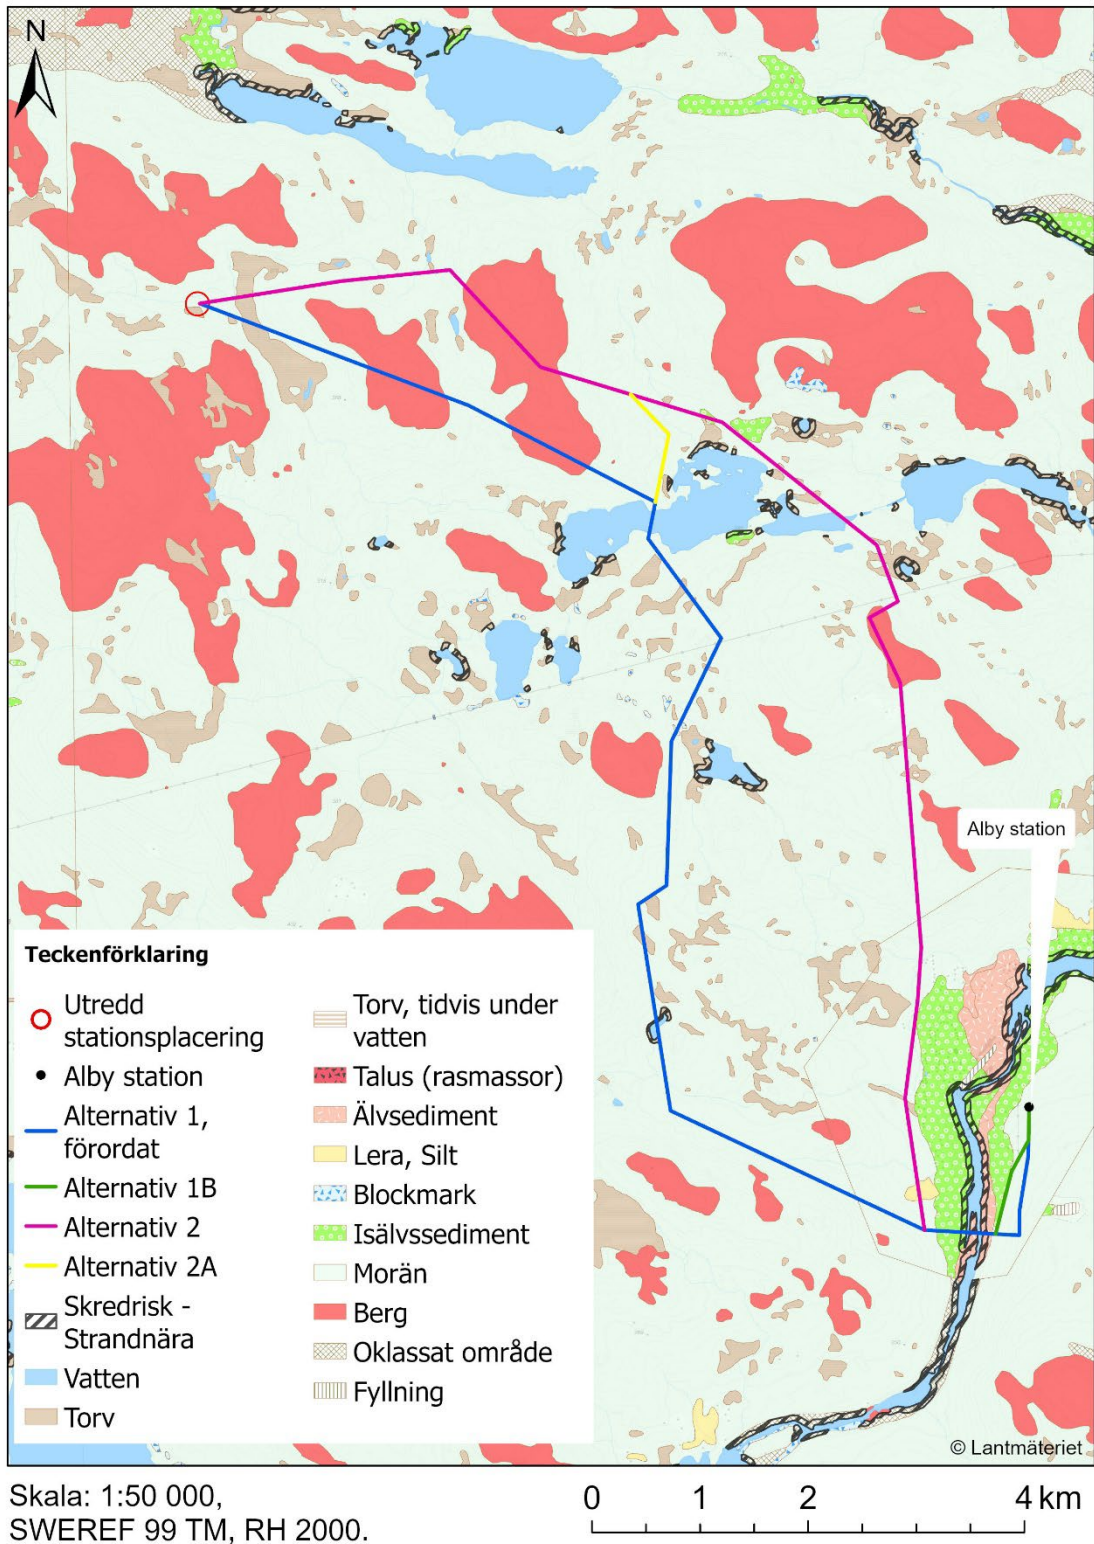 N
Alby station
Teckenförklaring
Utredd
stationsplacering
Alby station
Alternativ 1,
förordat
Alternativ 1B
Alternativ 2
Alternativ 2A
Skredrisk -
Strandnära
Vatten
Torv
Torv, tidvis under
vatten
Talus (rasmassor)
Älvsediment
Lera, Silt
Blockmark
Isälvssediment
Morän
Berg
Oklassat område
Fyllning
© Lantmäteriet
Skala: 1:50 000,
SWEREF 99 TM, RH 2000.
0 1 2 4 km